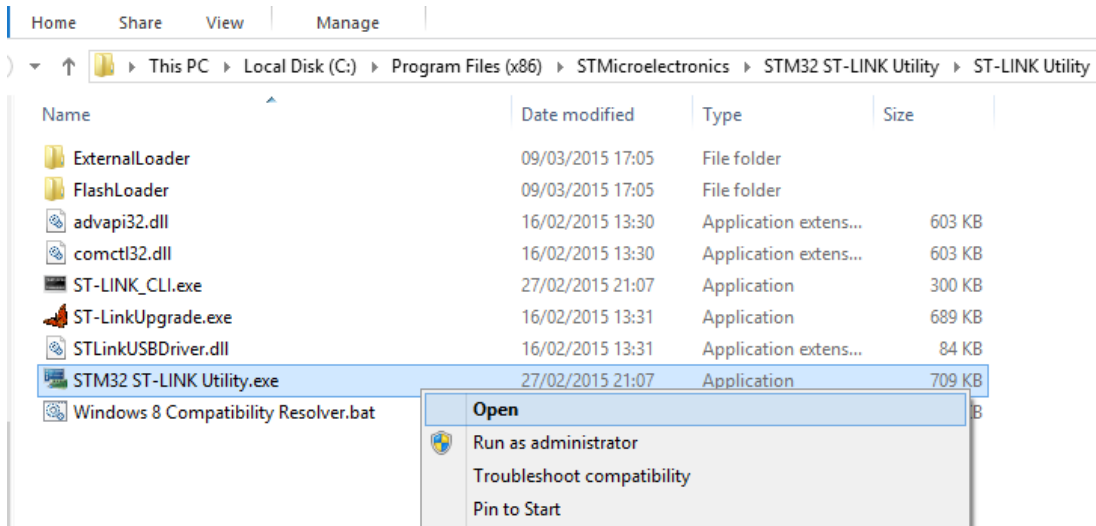 Home Share View Manage
This PC Local Disk (C:) Program Files (x86) STMicroelectronics STM32 ST-LINK Utility ST-LINK Utility
Name Date modified Type Size
ExternalLoader 09/03/2015 17:05 File folder
FlashLoader 09/03/2015 17:05 File folder
advapi32.dll 16/02/2015 13:30 Application extens... 603 KB
comctl32.dll 16/02/2015 13:30 Application extens... 603 KB
ST-LINK_CLI.exe 27/02/2015 21:07 Application 300 KB
ST-LinkUpgrade.exe 16/02/2015 13:31 Application 689 KB
STLinkUSBDriver.dll 16/02/2015 13:31 Application extens... 84 KB
STM32 ST-LINK Utility.exe 27/02/2015 21:07 Application 709 KB
Windows 8 Compatibility Resolver.bat
Open
Run as administrator
Troubleshoot compatibility
Pin to Start